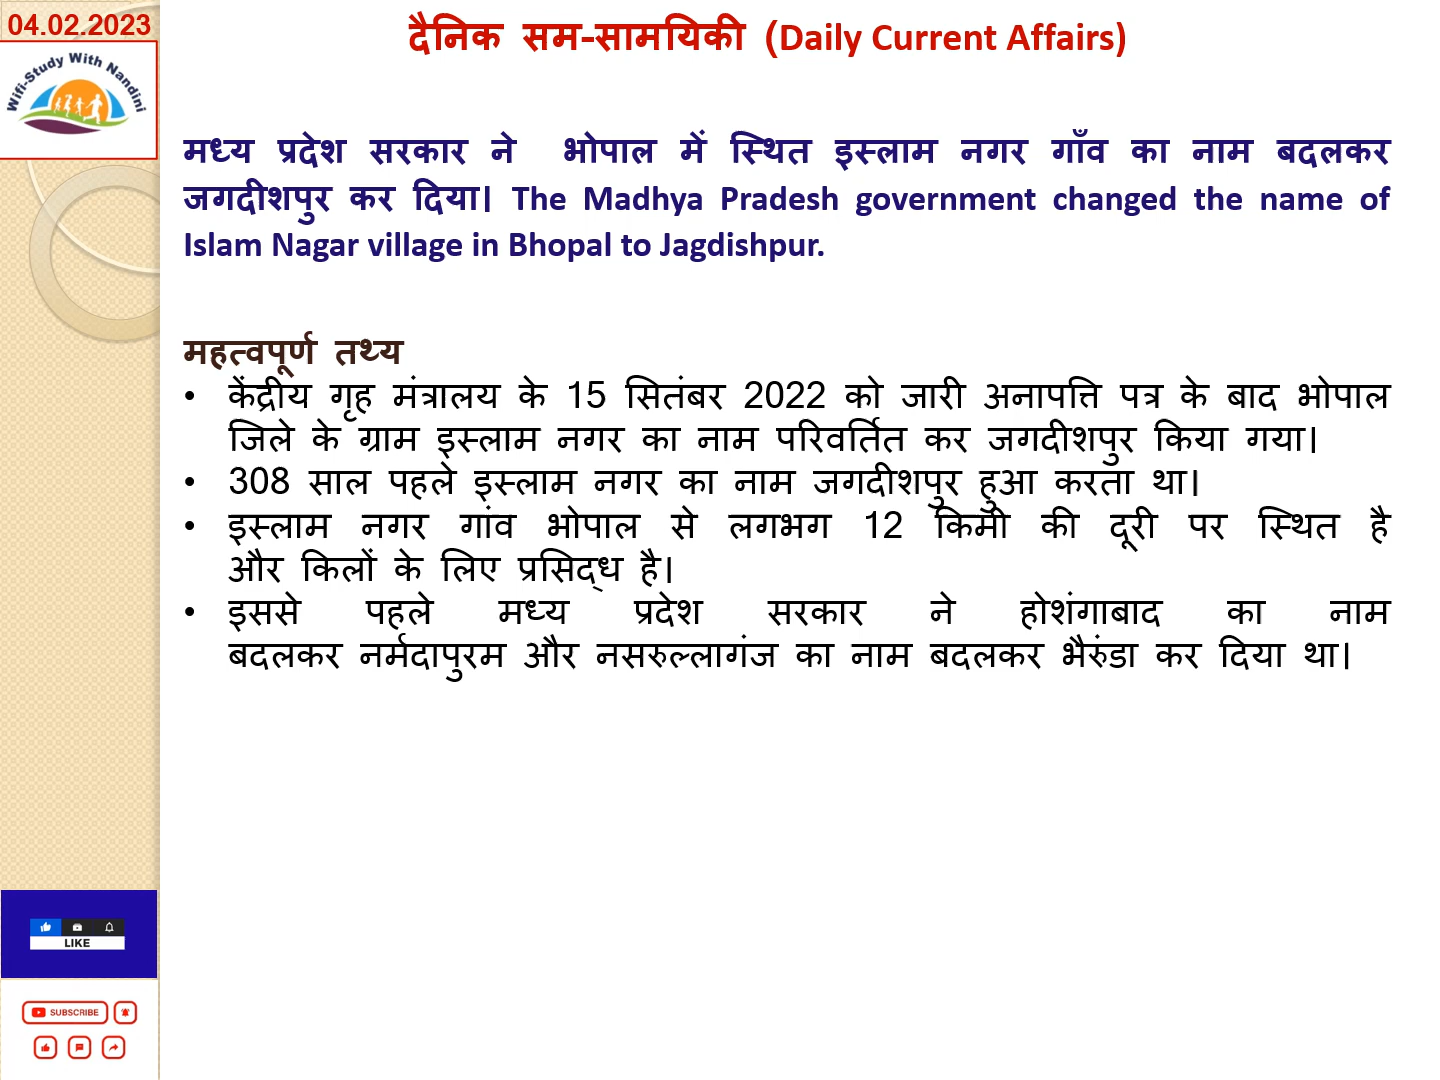 04.02.2023
Wifi-Study With Nandini
दैनिक सम-सामयिकी (Daily Current Affairs)
मध्य प्रदेश सरकार ने भोपाल में स्थित इस्लाम नगर गाँव का नाम बदलकर
जगदीशपुर कर दिया। The Madhya Pradesh government changed the name of
Islam Nagar village in Bhopal to Jagdishpur.
महत्वपूर्ण तथ्य
• केंद्रीय गृह मंत्रालय के 15 सितंबर 2022 को जारी अनापत्ति पत्र के बाद भोपाल
जिले के ग्राम इस्लाम नगर का नाम परिवर्तित कर जगदीशपुर किया गया।
• 308 साल पहले इस्लाम नगर का नाम जगदीशपुर हुआ करता था।
• इस्लाम नगर गांव भोपाल से लगभग 12 किमी की दूरी पर स्थित है
और किलों के लिए प्रसिद्ध है।
• इससे पहले मध्य प्रदेश सरकार ने होशंगाबाद का नाम
बदलकर नर्मदापुरम और नसरुल्लागंज का नाम बदलकर भैरुंडा कर दिया था।
LIKE
SUBSCRIBE